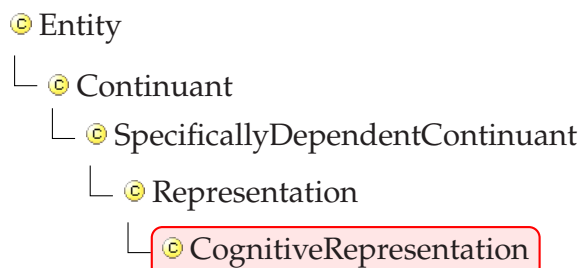 Entity
Continuant
SpecificallyDependentContinuant
Representation
CognitiveRepresentation